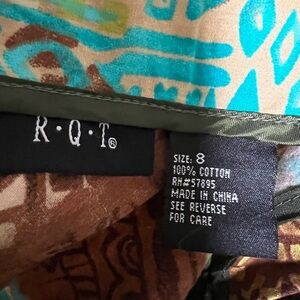 R·Q·T®
SIZE: 8
100% COTTON
RN#57895
MADE IN CHINA
SEE REVERSE
FOR CARE